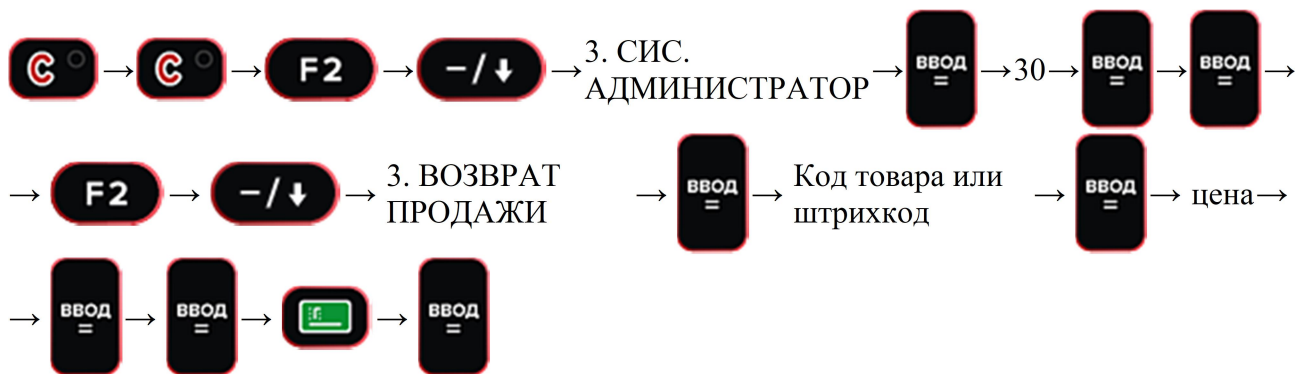 C → C → F2 → −/↓ → 3. СИС. АДМИНИСТРАТОР → ВВОД = → 30 → ВВОД = → ВВОД = →
→ F2 → −/↓ → 3. ВОЗВРАТ ПРОДАЖИ → ВВОД = → Код товара или штрихкод → ВВОД = → цена →
→ ВВОД = → ВВОД = → → ВВОД =